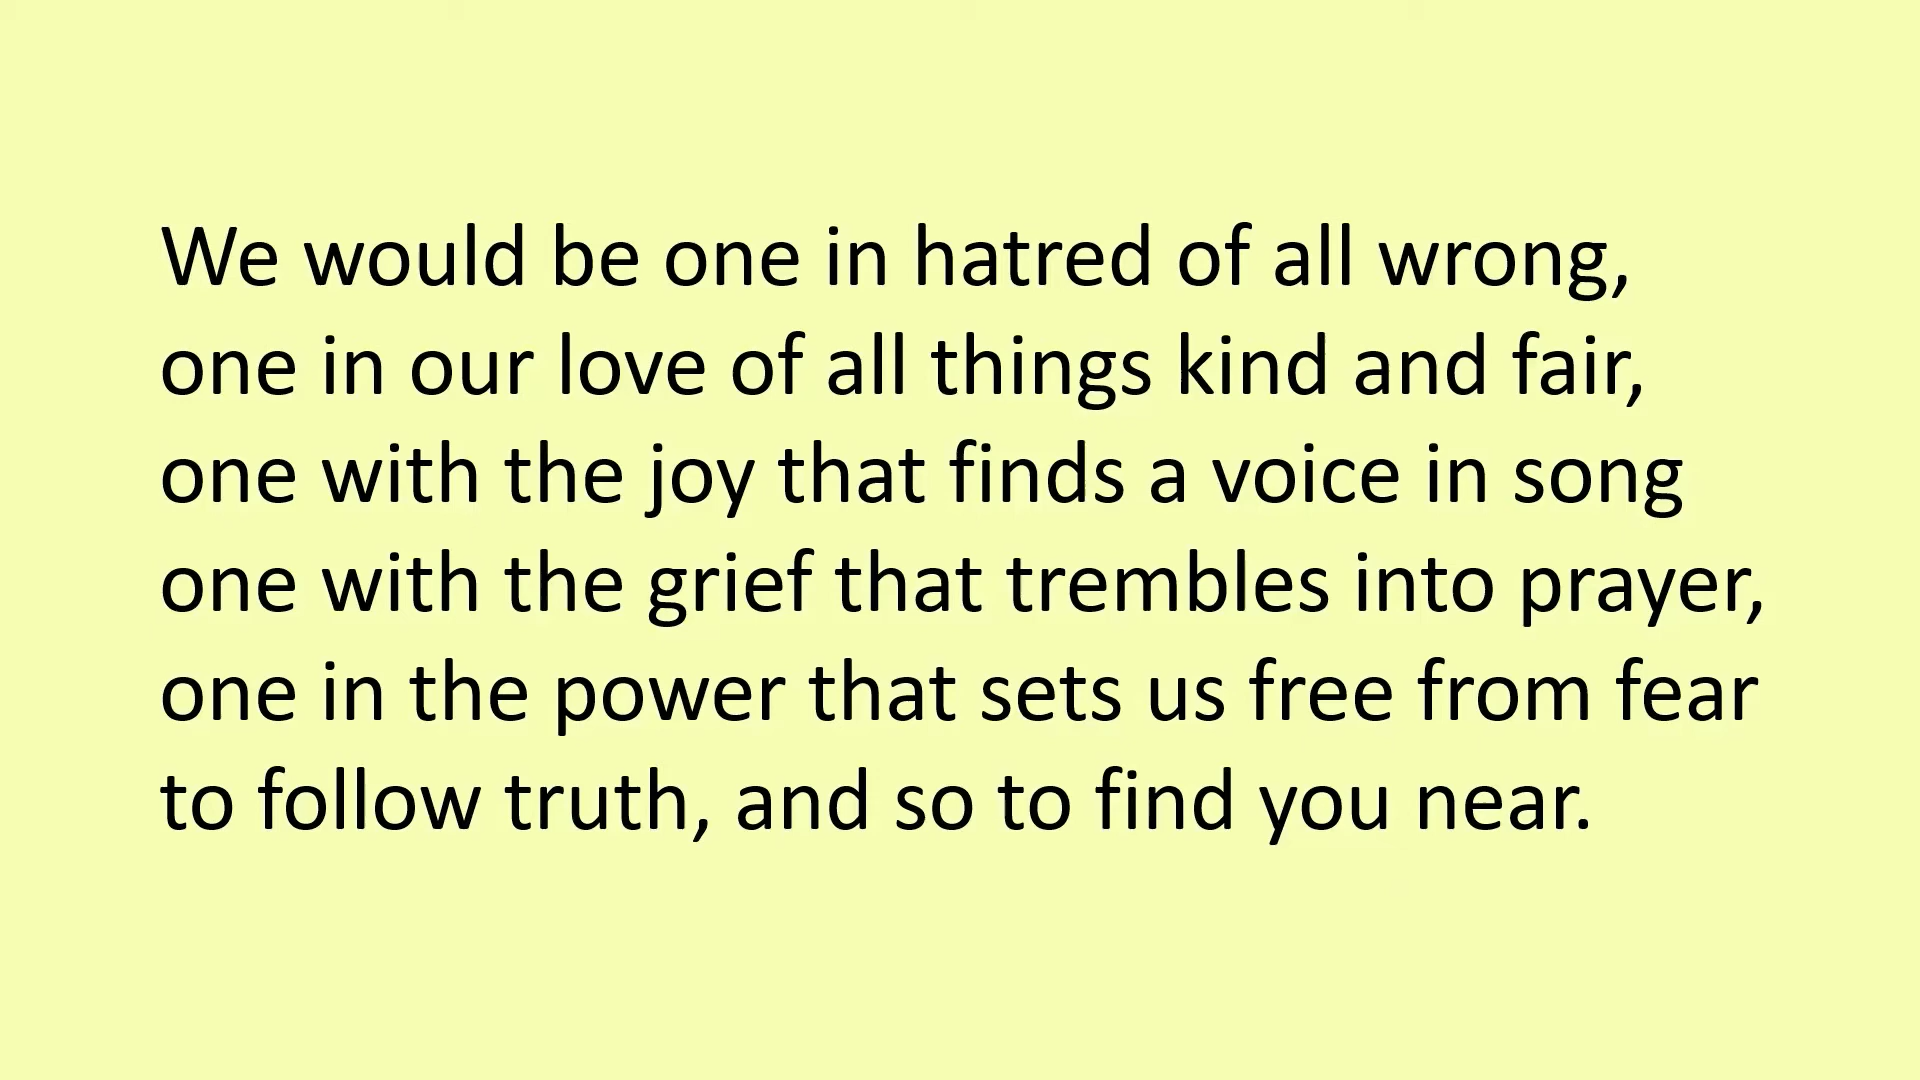 We would be one in hatred of all wrong,
one in our love of all things kind and fair,
one with the joy that finds a voice in song
one with the grief that trembles into prayer,
one in the power that sets us free from fear
to follow truth, and so to find you near.